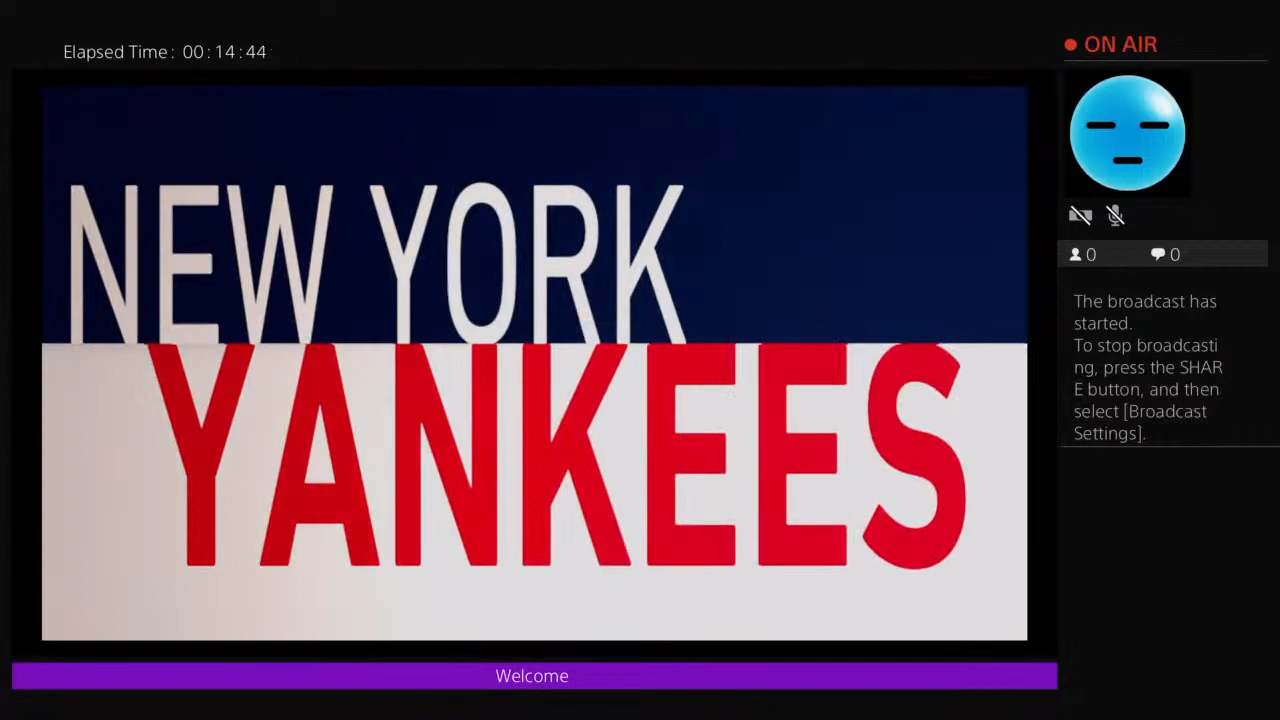 Elapsed Time: 00:14:44
ON AIR
NEW YORK
YANKEES
0
0
The broadcast has
started.
To stop broadcasti
ng, press the SHAR
E button, and then
select [Broadcast
Settings].
Welcome